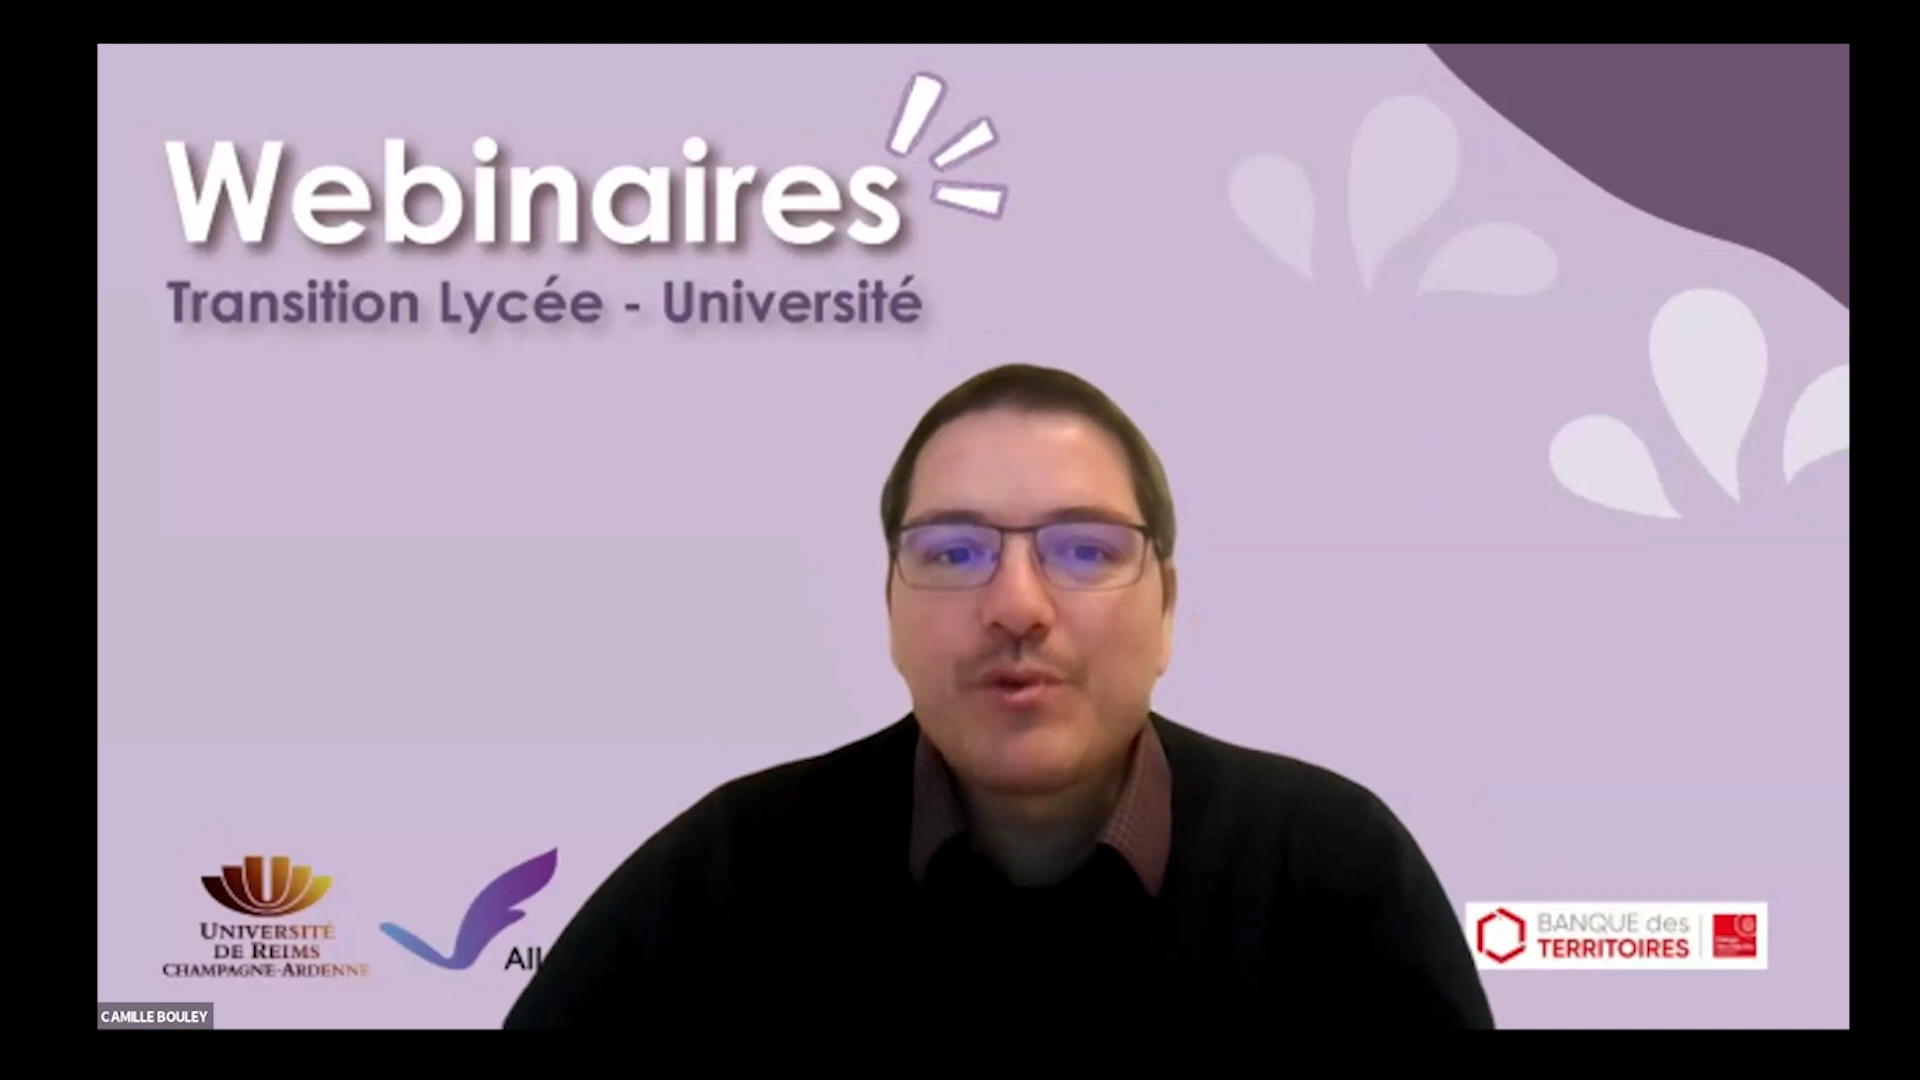 Webinaires
Transition Lycée - Université
UNIVERSITÉ
DE REIMS
CHAMPAGNE-ARDENNE
BANQUE des
TERRITOIRES
CAMILLE BOULEY